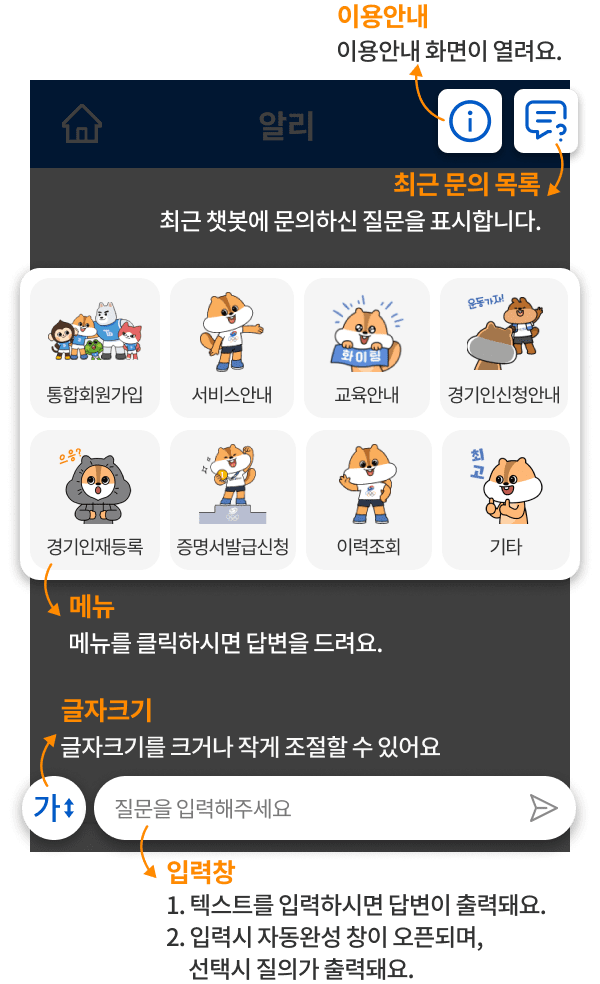 이용안내
이용안내 화면이 열려요.
알리
최근 문의 목록
최근 챗봇에 문의하신 질문을 표시합니다.
화이팅
운동가자!
통합회원가입
서비스안내
교육안내
경기인신청안내
으응?
최고
경기인재등록
증명서발급신청
이력조회
기타
메뉴
메뉴를 클릭하시면 답변을 드려요.
글자크기
글자크기를 크거나 작게 조절할 수 있어요
가
질문을 입력해주세요
입력창
1. 텍스트를 입력하시면 답변이 출력돼요.
2. 입력시 자동완성 창이 오픈되며,
선택시 질의가 출력돼요.